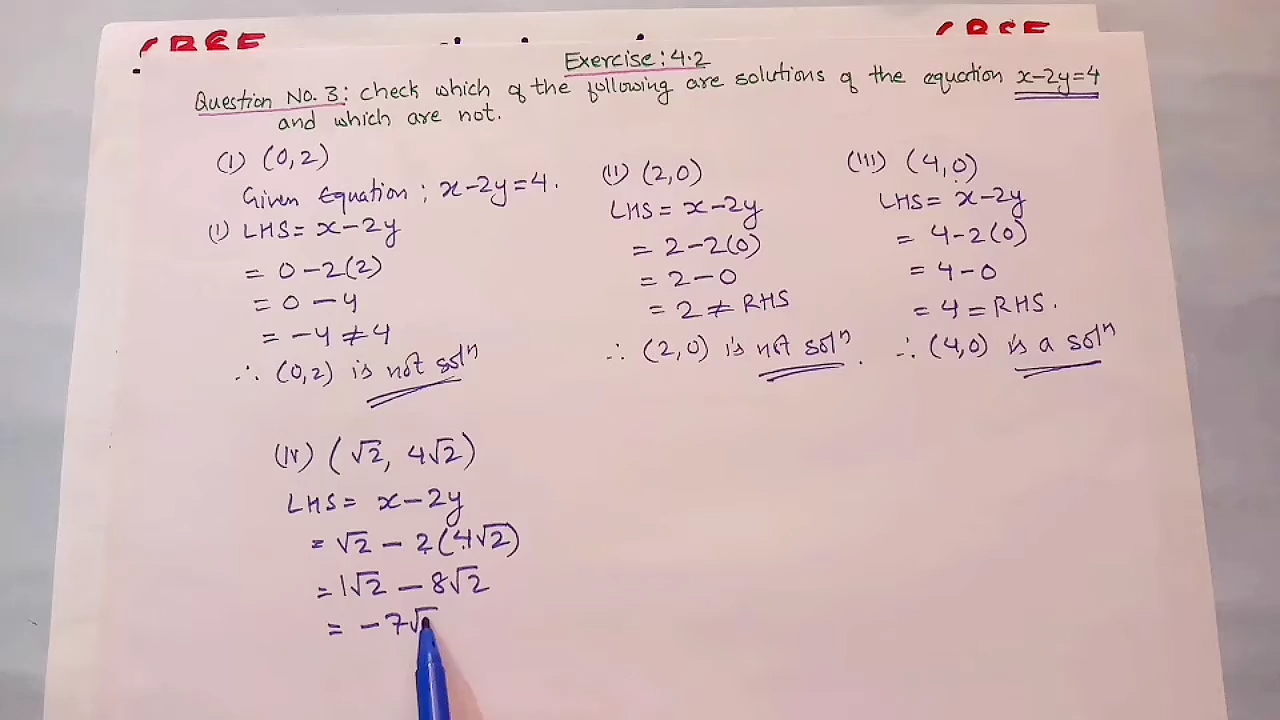 Exercise: 4.2
Question No. 3: Check which of the following are solutions of the equation x-2y=4
and which are not.
(i) (0,2)
Given Equation: x-2y=4.
(i) LHS = x-2y
= 0-2(2)
= 0-4
= -4 ≠ 4
∴ (0,2) is not solⁿ
(ii) (2,0)
LHS = x-2y
= 2-2(0)
= 2-0
= 2 ≠ RHS
∴ (2,0) is not solⁿ.
(iii) (4,0)
LHS = x-2y
= 4-2(0)
= 4-0
= 4 = RHS.
∴ (4,0) is a solⁿ
(iv) (√2, 4√2)
LHS = x-2y
= √2 - 2(4√2)
= 1√2 - 8√2
= -7√